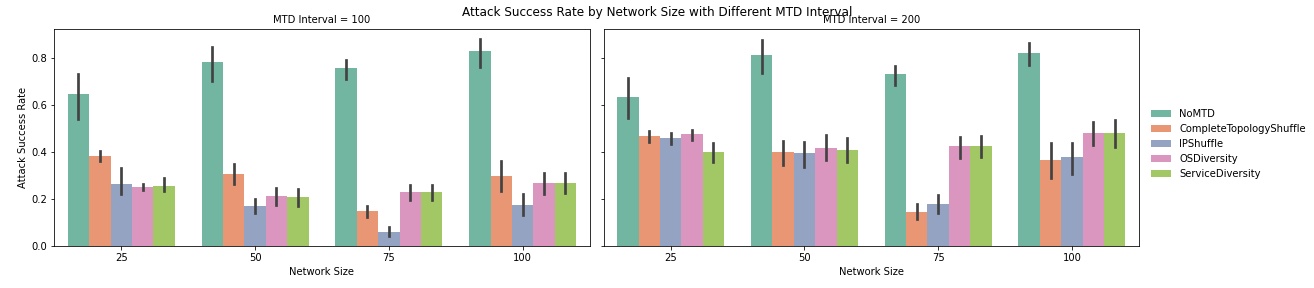 Attack Success Rate by Network Size with Different MTD Interval
MTD Interval = 100
MTD Interval = 200
Attack Success Rate
0.8
0.6
0.4
0.2
0.0
25 50 75 100
Network Size
25 50 75 100
Network Size
NoMTD
CompleteTopologyShuffle
IPShuffle
OSDiversity
ServiceDiversity